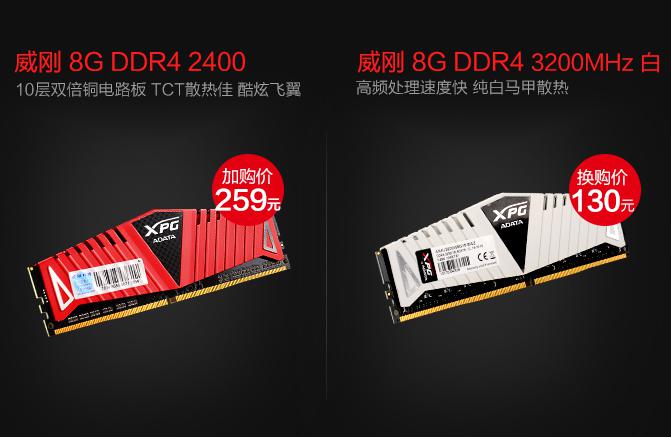 威刚 8G DDR4 2400
10层双倍铜电路板 TCT散热佳 酷炫飞翼
加购价
259元
XPG
ADATA
威刚 8G DDR4 3200MHz 白
高频处理速度快 纯白马甲散热
换购价
130元
XPG
ADATA
XPG